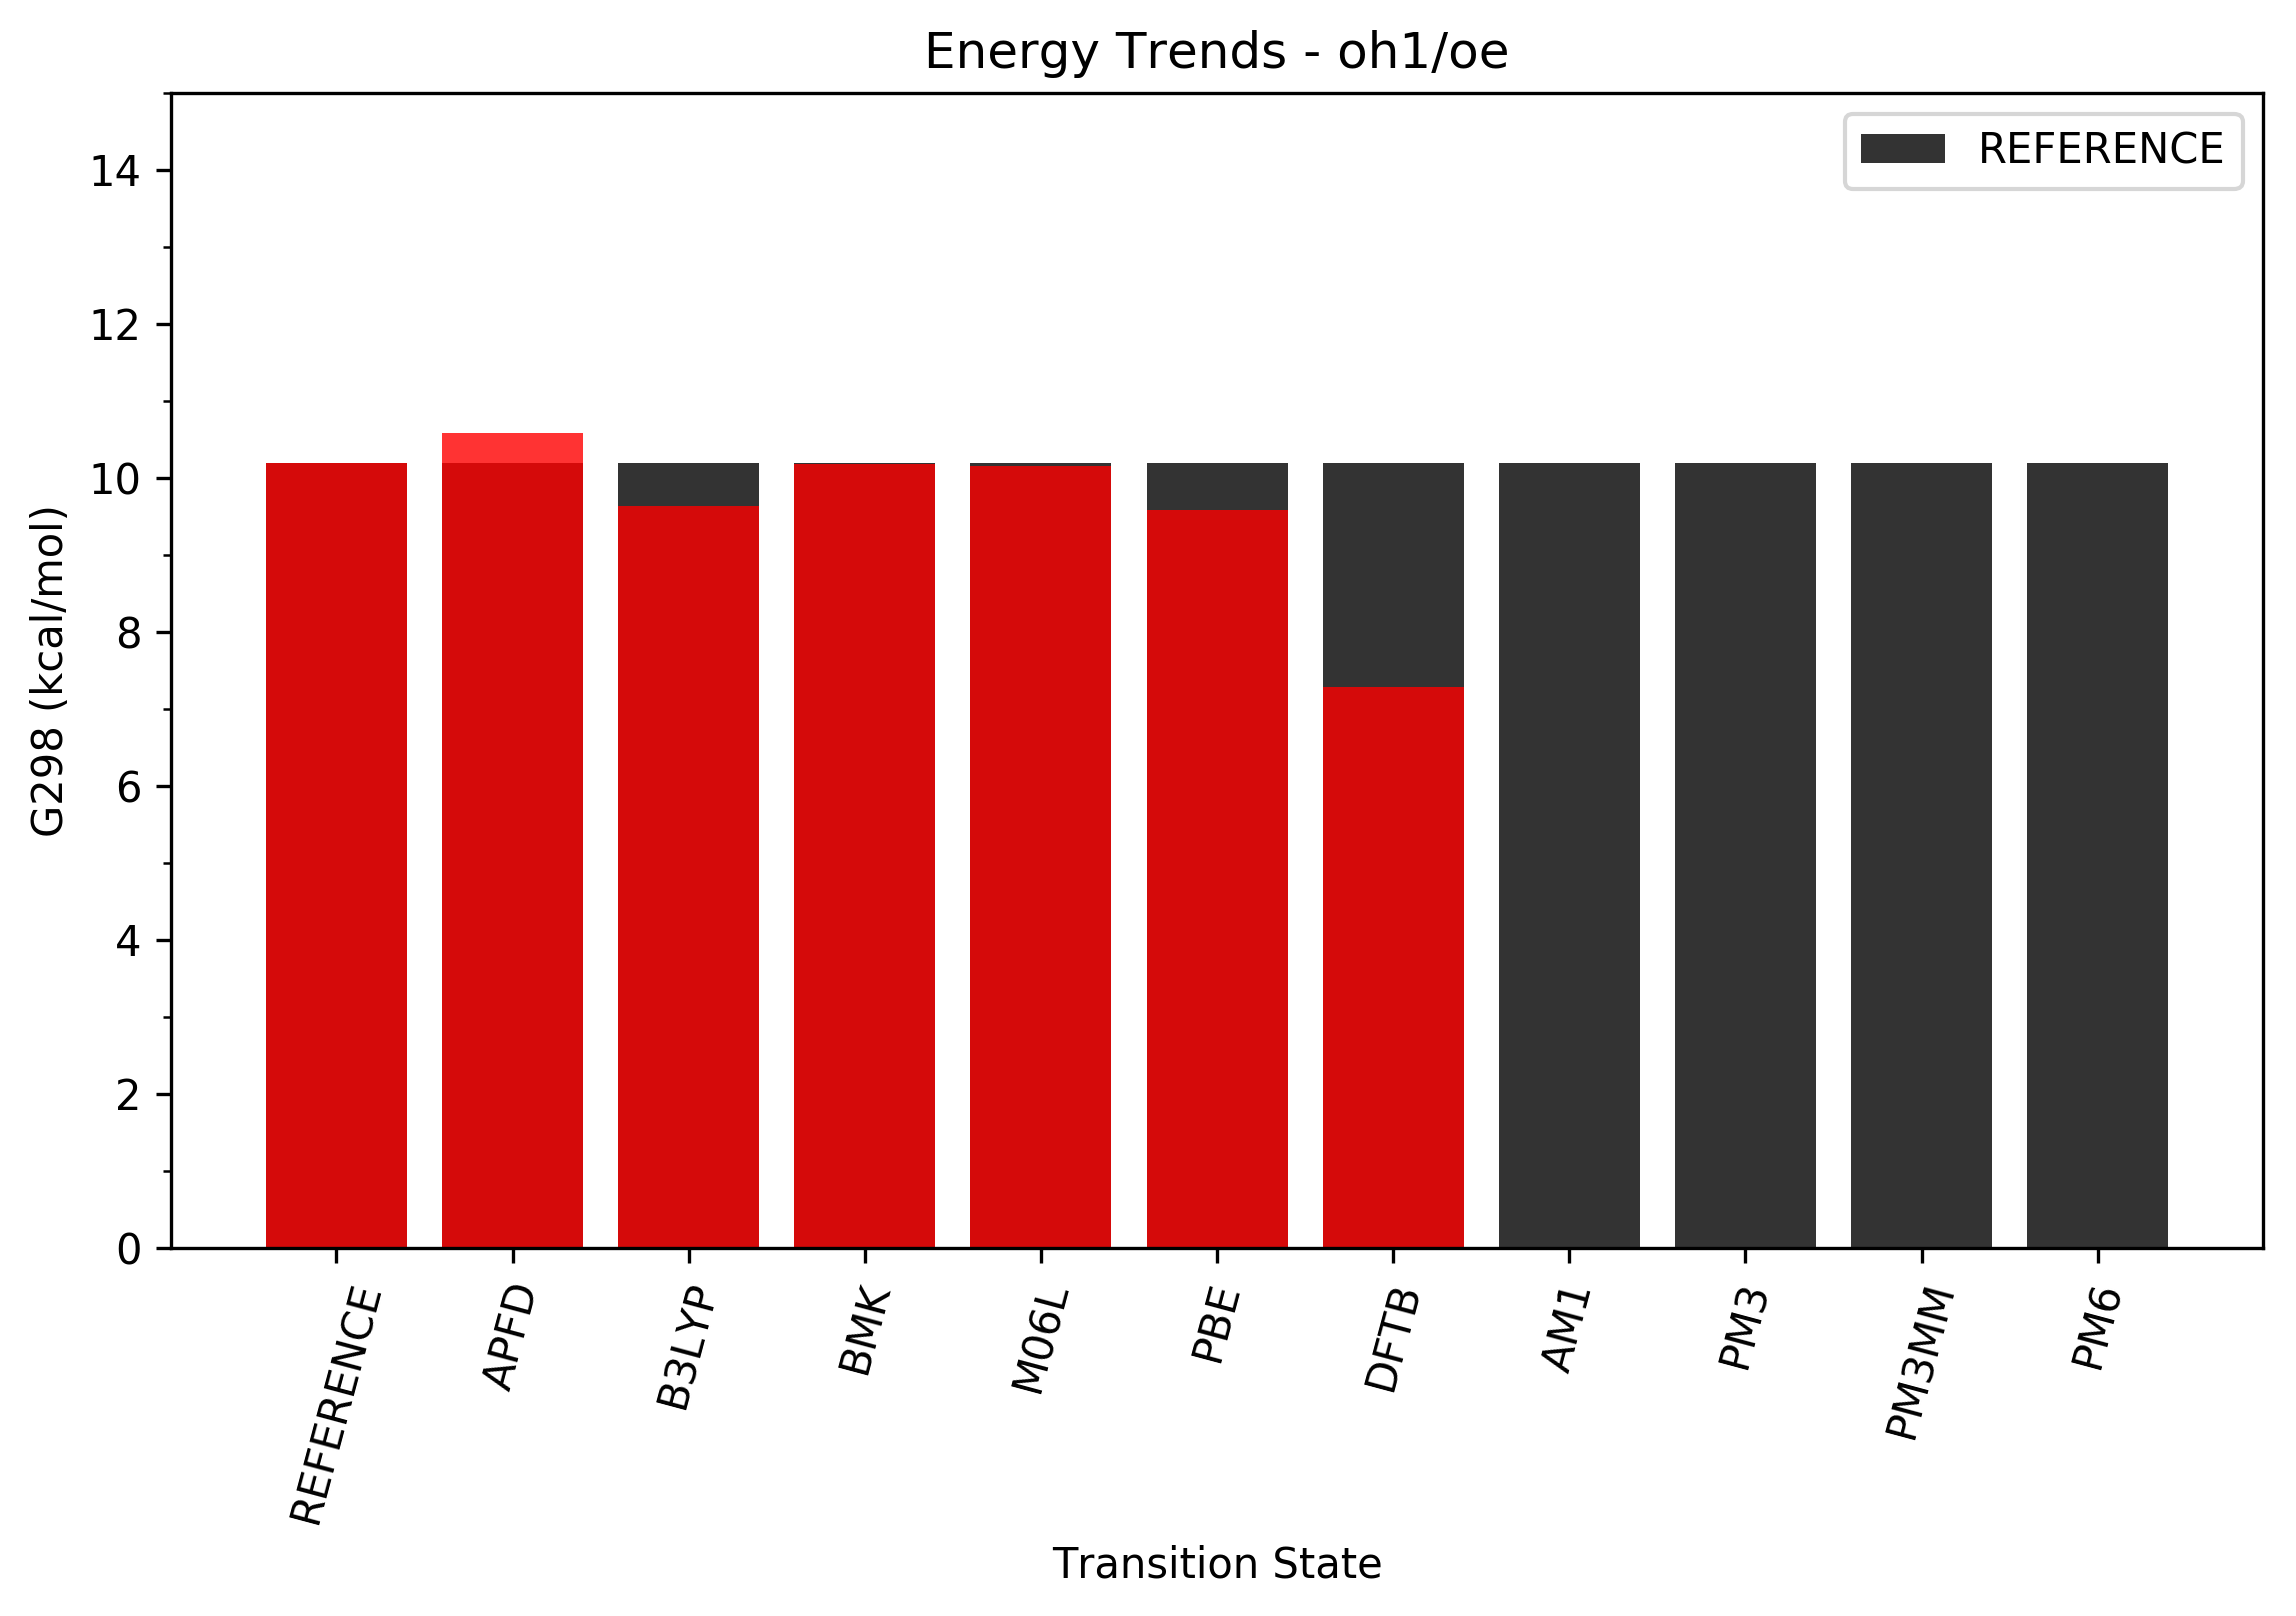 Energy Trends - oh1/oe
REFERENCE
G298 (kcal/mol)
14
12
10
8
6
4
2
0
REFERENCE
APFD
B3LYP
BMK
M06L
PBE
DFTB
AM1
PM3
PM3MM
PM6
Transition State